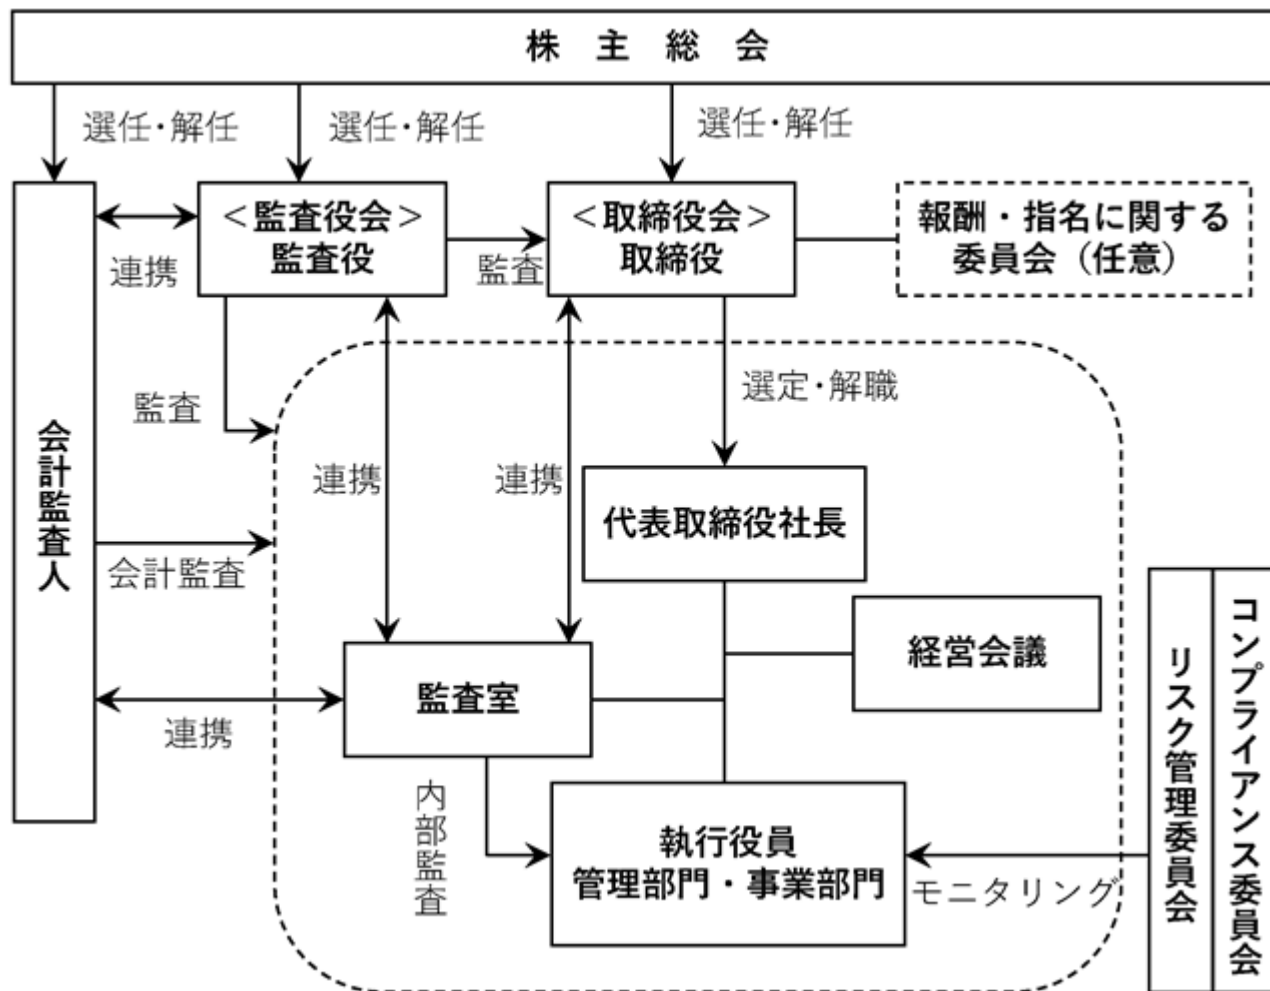 株 主 総 会
選任・解任
選任・解任
選任・解任
＜監査役会＞
監査役
＜取締役会＞
取締役
報酬・指名に関する
委員会（任意）
連携
監査
選定・解職
監査
会計監査人
連携
連携
代表取締役社長
会計監査
経営会議
監査室
連携
リスク管理委員会
コンプライアンス委員会
内部監査
執行役員
管理部門・事業部門
モニタリング